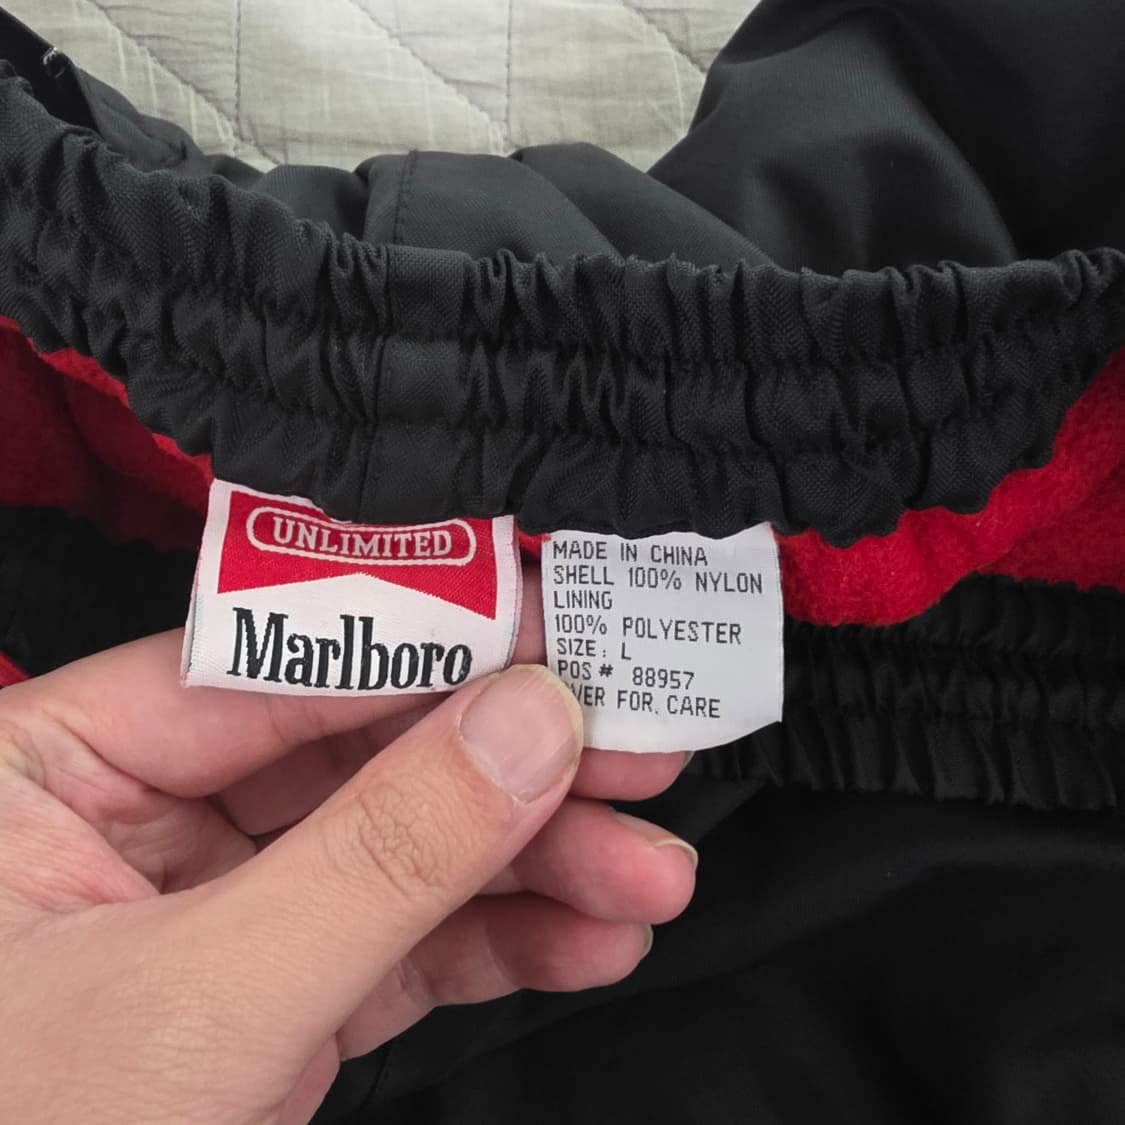 UNLIMITED
Marlboro
MADE IN CHINA
SHELL 100% NYLON
LINING
100% POLYESTER
SIZE: L
POS # 88957
FOR. CARE